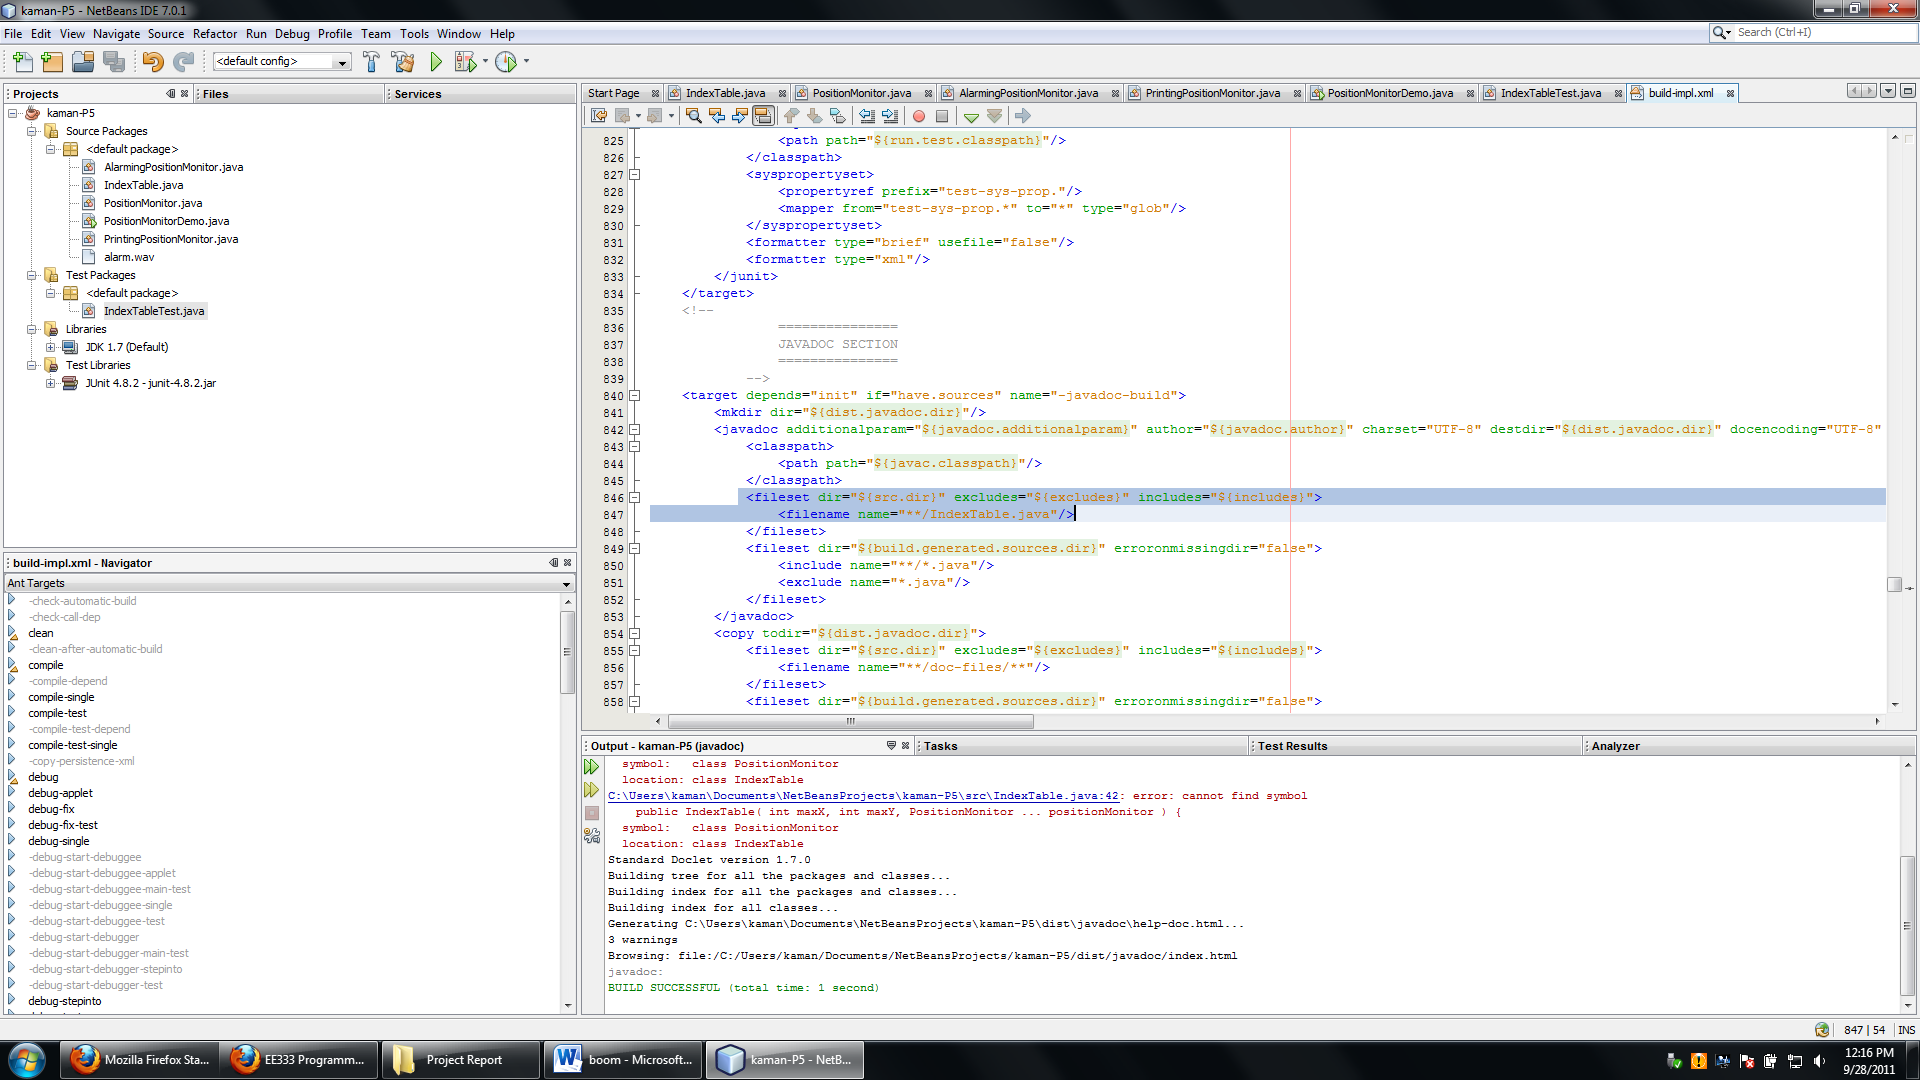 kaman-P5 - NetBeans IDE 7.0.1
File Edit View Navigate Source Refactor Run Debug Profile Team Tools Window Help
Search (Ctrl+I)
<default config>
Projects Files Services
kaman-P5
Source Packages
<default package>
AlarmingPositionMonitor.java
IndexTable.java
PositionMonitor.java
PositionMonitorDemo.java
PrintingPositionMonitor.java
alarm.wav
Test Packages
<default package>
IndexTableTest.java
Libraries
JDK 1.7 (Default)
Test Libraries
JUnit 4.8.2 - junit-4.8.2.jar
build-impl.xml - Navigator
Ant Targets
-check-automatic-build
-check-call-dep
clean
-clean-after-automatic-build
compile
-compile-depend
compile-single
compile-test
-compile-test-depend
compile-test-single
-copy-persistence-xml
debug
debug-applet
debug-fix
debug-fix-test
debug-single
-debug-start-debuggee
-debug-start-debuggee-applet
-debug-start-debuggee-main-test
-debug-start-debuggee-single
-debug-start-debuggee-test
-debug-start-debugger
-debug-start-debugger-main-test
-debug-start-debugger-stepinto
-debug-start-debugger-test
debug-stepinto
Start Page IndexTable.java PositionMonitor.java AlarmingPositionMonitor.java PrintingPositionMonitor.java PositionMonitorDemo.java IndexTableTest.java build-impl.xml
825 <path path="${run.test.classpath}"/>
826 </classpath>
827 <syspropertyset>
828 <propertyref prefix="test-sys-prop."/>
829 <mapper from="test-sys-prop.*" to="*" type="glob"/>
830 </syspropertyset>
831 <formatter type="brief" usefile="false"/>
832 <formatter type="xml"/>
833 </junit>
834 </target>
835 <!--
836 ===============
837 JAVADOC SECTION
838 ===============
839 -->
840 <target depends="init" if="have.sources" name="-javadoc-build">
841 <mkdir dir="${dist.javadoc.dir}"/>
842 <javadoc additionalparam="${javadoc.additionalparam}" author="${javadoc.author}" charset="UTF-8" destdir="${dist.javadoc.dir}" docencoding="UTF-8"
843 <classpath>
844 <path path="${javac.classpath}"/>
845 </classpath>
846 <fileset dir="${src.dir}" excludes="${excludes}" includes="${includes}">
847 <filename name="**/IndexTable.java"/>
848 </fileset>
849 <fileset dir="${build.generated.sources.dir}" erroronmissingdir="false">
850 <include name="**/*.java"/>
851 <exclude name="*.java"/>
852 </fileset>
853 </javadoc>
854 <copy todir="${dist.javadoc.dir}">
855 <fileset dir="${src.dir}" excludes="${excludes}" includes="${includes}">
856 <filename name="**/doc-files/**"/>
857 </fileset>
858 <fileset dir="${build.generated.sources.dir}" erroronmissingdir="false">
Output - kaman-P5 (javadoc) Tasks Test Results Analyzer
symbol: class PositionMonitor
location: class IndexTable
C:\Users\kaman\Documents\NetBeansProjects\kaman-P5\src\IndexTable.java:42: error: cannot find symbol
public IndexTable( int maxX, int maxY, PositionMonitor ... positionMonitor ) {
symbol: class PositionMonitor
location: class IndexTable
Standard Doclet version 1.7.0
Building tree for all the packages and classes...
Building index for all the packages and classes...
Building index for all classes...
Generating C:\Users\kaman\Documents\NetBeansProjects\kaman-P5\dist\javadoc\help-doc.html...
3 warnings
Browsing: file:/C:/Users/kaman/Documents/NetBeansProjects/kaman-P5/dist/javadoc/index.html
javadoc:
BUILD SUCCESSFUL (total time: 1 second)
847 | 54 INS
Mozilla Firefox Sta... EE333 Programm... Project Report boom - Microsoft... kaman-P5 - NetB...
12:16 PM
9/28/2011